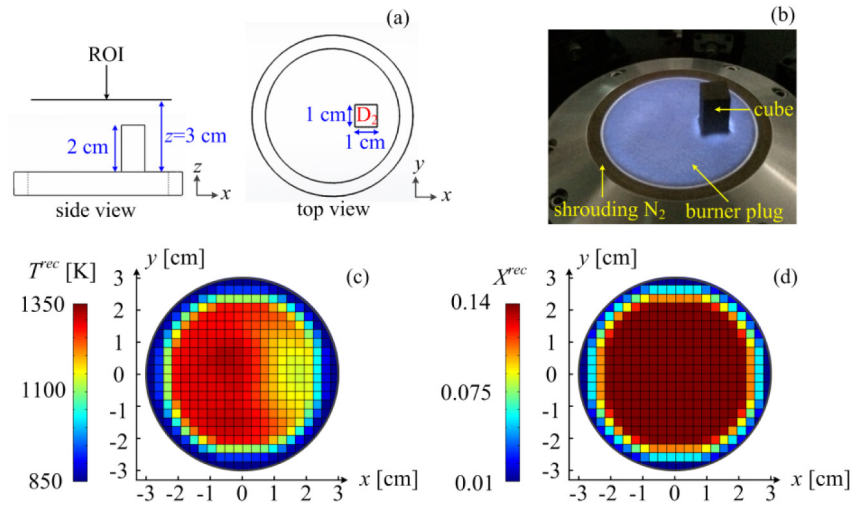 (a)
ROI
2 cm
z=3 cm
z
x
side view
1 cm
D2
1 cm
y
x
top view
(b)
cube
shrouding N2
burner plug
T^rec [K]
1350
1100
850
y [cm]
(c)
3
2
1
0
-1
-2
-3
-3 -2 -1 0 1 2 3
x [cm]
X^rec
0.14
0.075
0.01
y [cm]
(d)
3
2
1
0
-1
-2
-3
-3 -2 -1 0 1 2 3
x [cm]